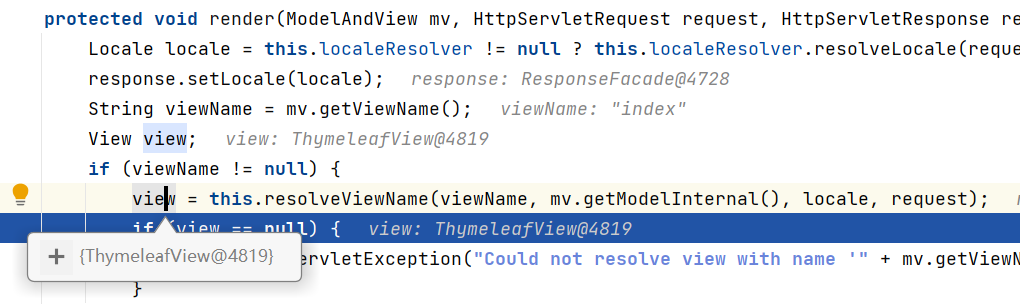 protected void render(ModelAndView mv, HttpServletRequest request, HttpServletResponse re
Locale locale = this.localeResolver != null ? this.localeResolver.resolveLocale(reque
response.setLocale(locale); response: ResponseFacade@4728
String viewName = mv.getViewName(); viewName: "index"
View view; view: ThymeleafView@4819
if (viewName != null) {
view = this.resolveViewName(viewName, mv.getModelInternal(), locale, request);
if (view == null) { view: ThymeleafView@4819
{ThymeleafView@4819}
ervletException("Could not resolve view with name '" + mv.getViewN
}